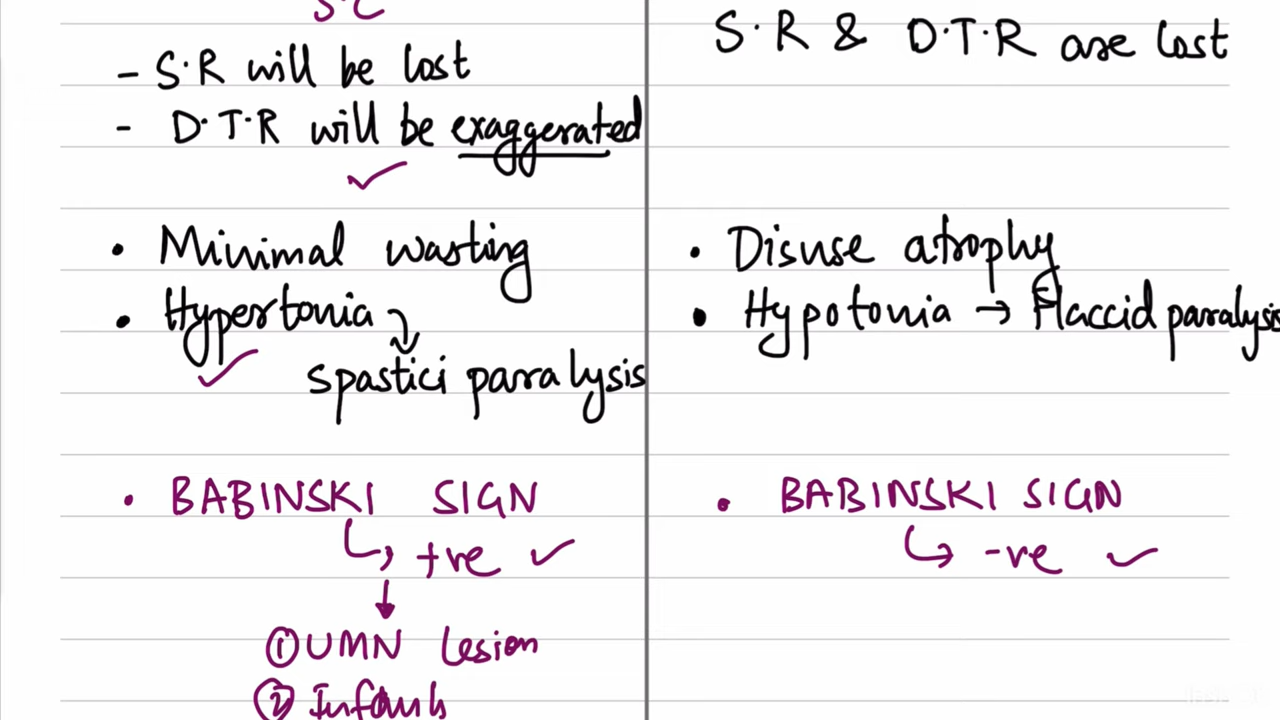 S.C
- S.R will be lost
- D.T.R will be exaggerated
• Minimal wasting
• Hypertonia
spastici paralysis
• BABINSKI SIGN
+ve
① UMN lesion
② Infants
S.R & D.T.R are lost
• Disuse atrophy
• Hypotonia → Flaccid paralysis
• BABINSKI SIGN
-ve